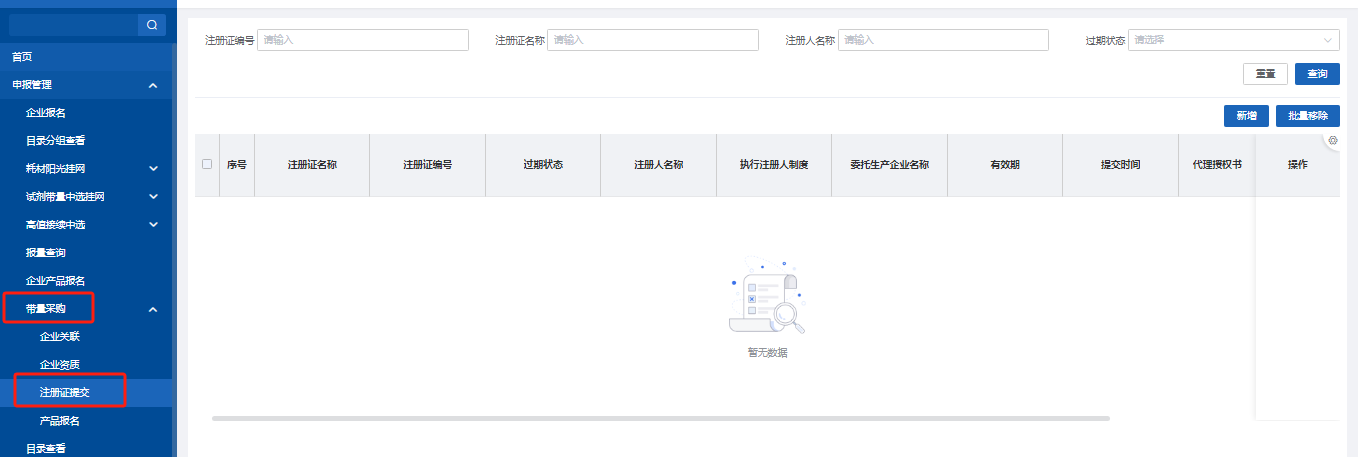 首页
申报管理
企业报名
目录分组查看
耗材阳光挂网
试剂带量中选挂网
高值接续中选
报量查询
企业产品报名
带量采购
企业关联
企业资质
注册证提交
产品报名
目录查看
注册证编号 请输入 注册证名称 请输入 注册人名称 请输入 过期状态 请选择
重置 查询
新增 批量移除
序号 注册证名称 注册证编号 过期状态 注册人名称 执行注册人制度 委托生产企业名称 有效期 提交时间 代理授权书 操作
暂无数据